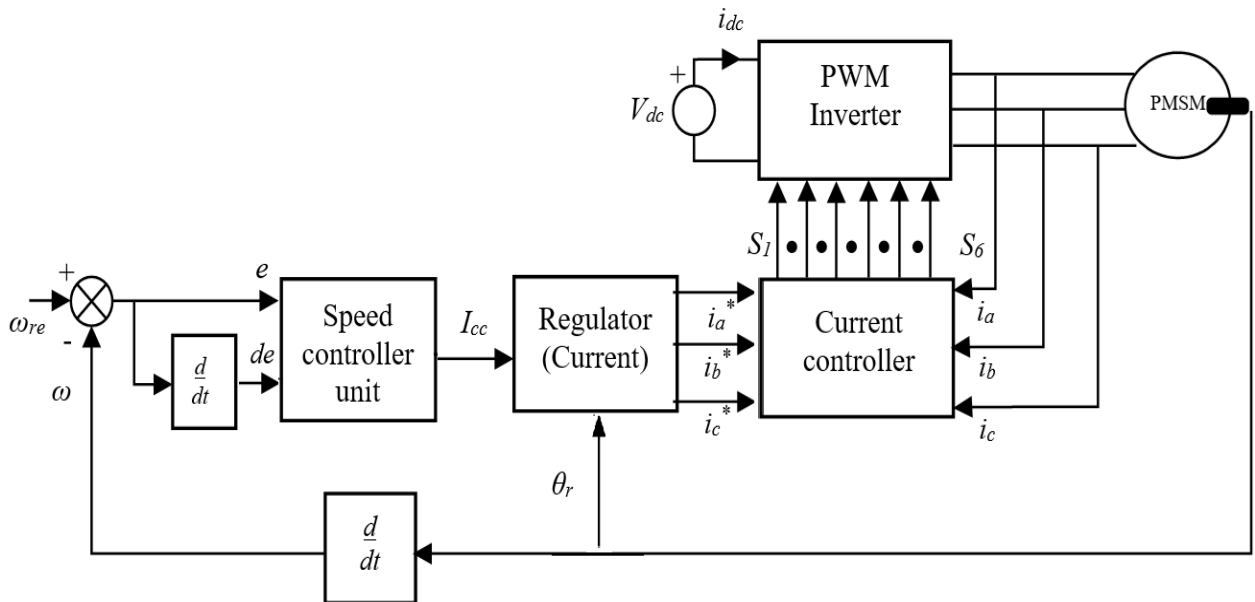 i_dc
+
V_dc
PWM
Inverter
PMSM
S_1
S_6
+
ω_re
-
ω
e
de
d
dt
Speed
controller
unit
I_cc
Regulator
(Current)
i_a*
i_b*
i_c*
Current
controller
i_a
i_b
i_c
θ_r
d
dt